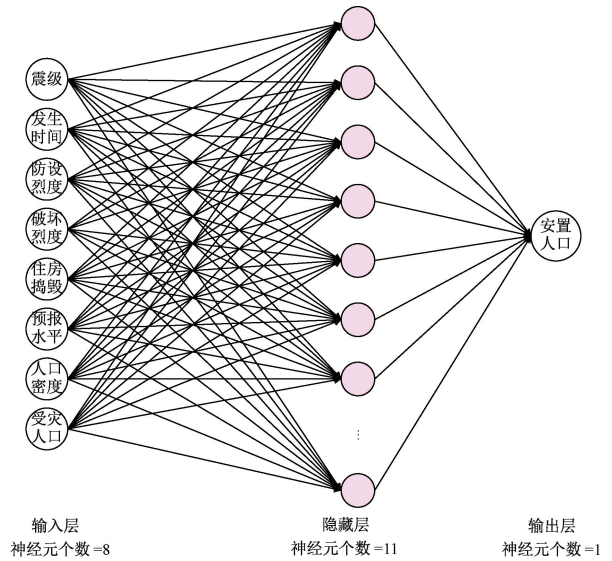 震级
发生
时间
防设
烈度
破坏
烈度
住房
捣毁
预报
水平
人口
密度
受灾
人口
安置
人口
⋮
输入层
神经元个数=8
隐藏层
神经元个数=11
输出层
神经元个数=1